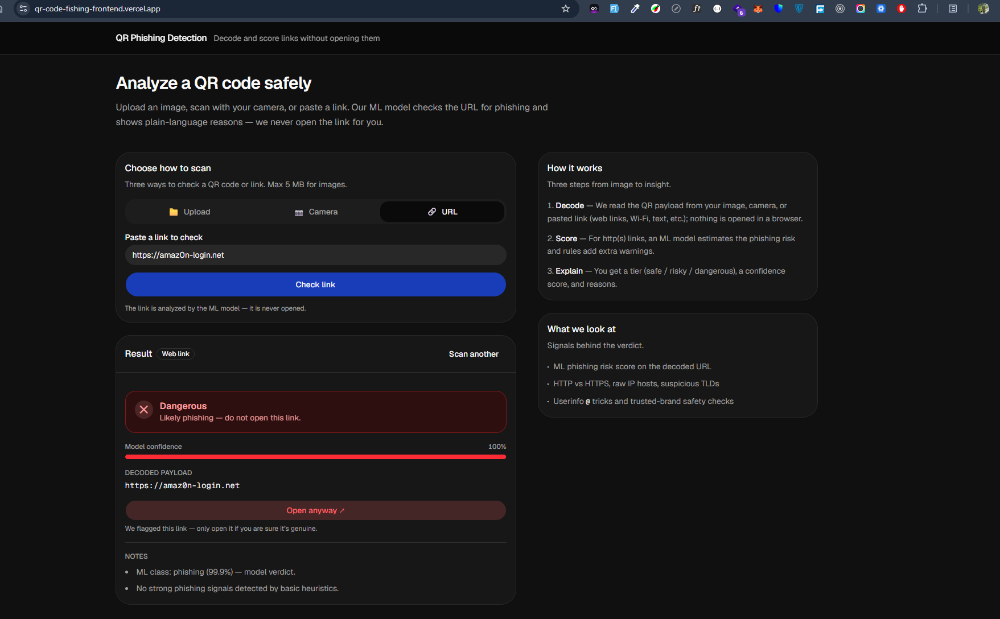 qr-code-fishing-frontend.vercel.app
6
QR Phishing Detection Decode and score links without opening them
Analyze a QR code safely
Upload an image, scan with your camera, or paste a link. Our ML model checks the URL for phishing and
shows plain-language reasons — we never open the link for you.
Choose how to scan
Three ways to check a QR code or link. Max 5 MB for images.
Upload
Camera
URL
Paste a link to check
https://amaz0n-login.net
Check link
The link is analyzed by the ML model — it is never opened.
Result
Web link
Scan another
Dangerous
Likely phishing — do not open this link.
Model confidence
100%
DECODED PAYLOAD
https://amaz0n-login.net
Open anyway ↗
We flagged this link — only open it if you are sure it's genuine.
NOTES
• ML class: phishing (99.9%) — model verdict.
• No strong phishing signals detected by basic heuristics.
How it works
Three steps from image to insight.
1. Decode — We read the QR payload from your image, camera, or
pasted link (web links, Wi-Fi, text, etc.); nothing is opened in a browser.
2. Score — For http(s) links, an ML model estimates the phishing risk
and rules add extra warnings.
3. Explain — You get a tier (safe / risky / dangerous), a confidence
score, and reasons.
What we look at
Signals behind the verdict.
· ML phishing risk score on the decoded URL
· HTTP vs HTTPS, raw IP hosts, suspicious TLDs
· Userinfo @ tricks and trusted-brand safety checks